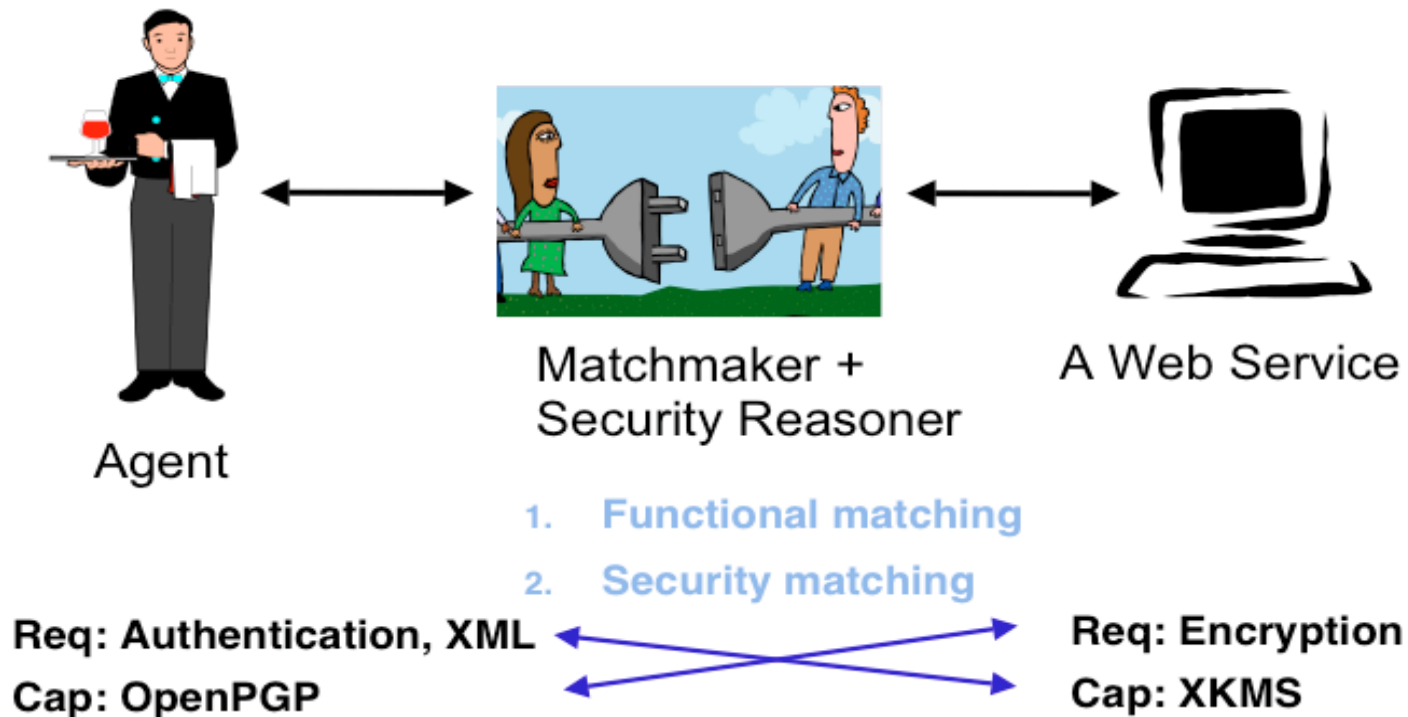 Agent
Matchmaker +
Security Reasoner
A Web Service
1. Functional matching
2. Security matching
Req: Authentication, XML
Cap: OpenPGP
Req: Encryption
Cap: XKMS